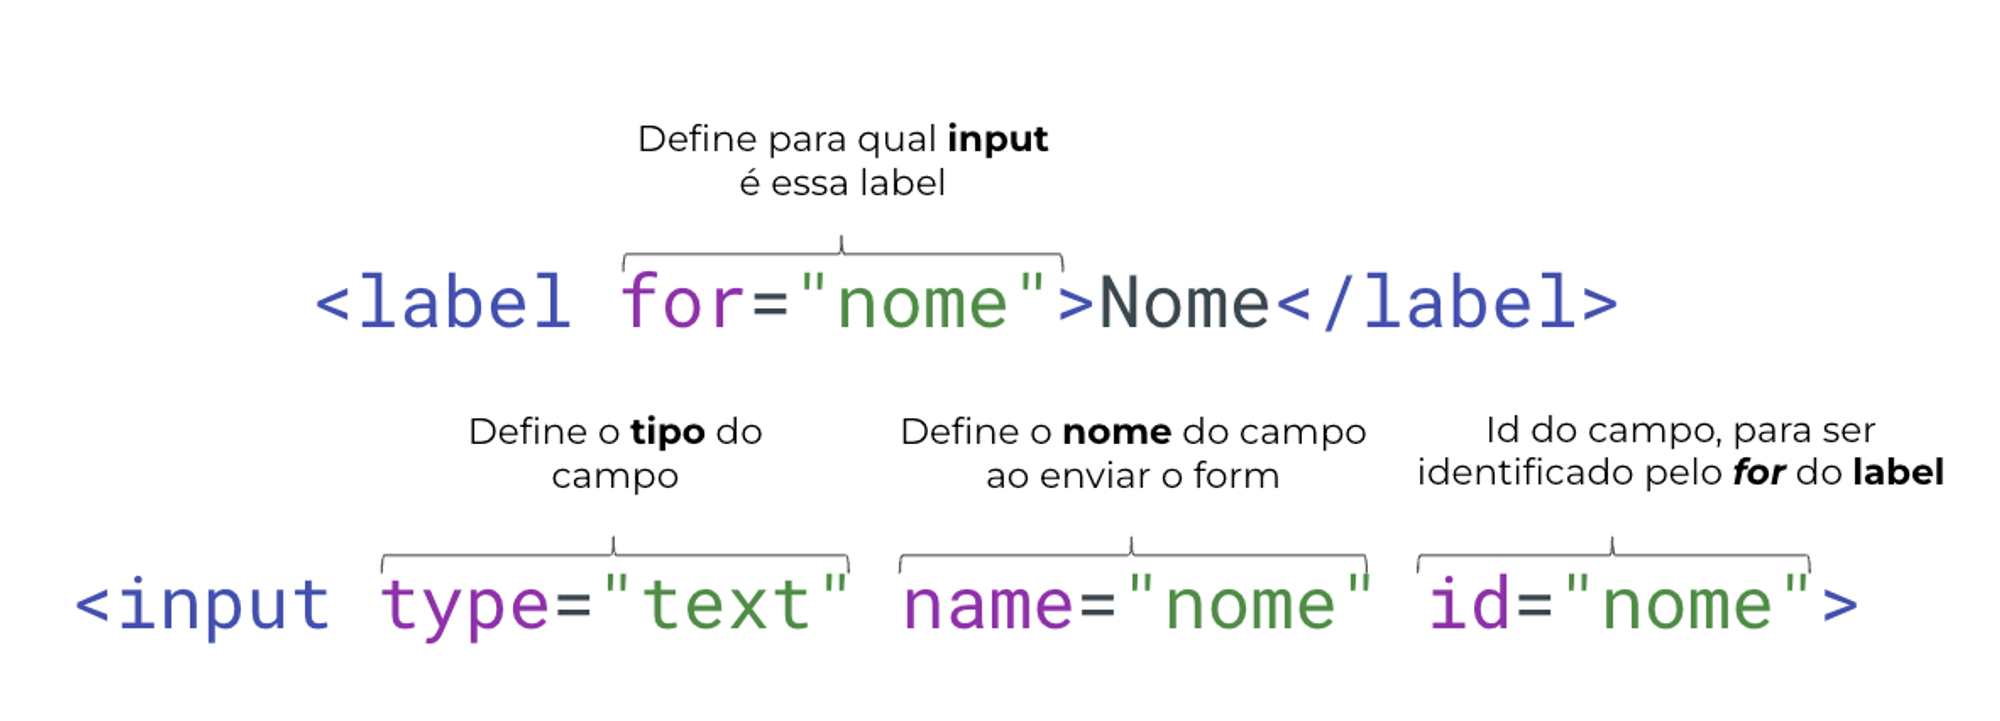 Define para qual input
é essa label
<label for="nome">Nome</label>
Define o tipo do
campo
Define o nome do campo
ao enviar o form
Id do campo, para ser
identificado pelo for do label
<input type="text" name="nome" id="nome">